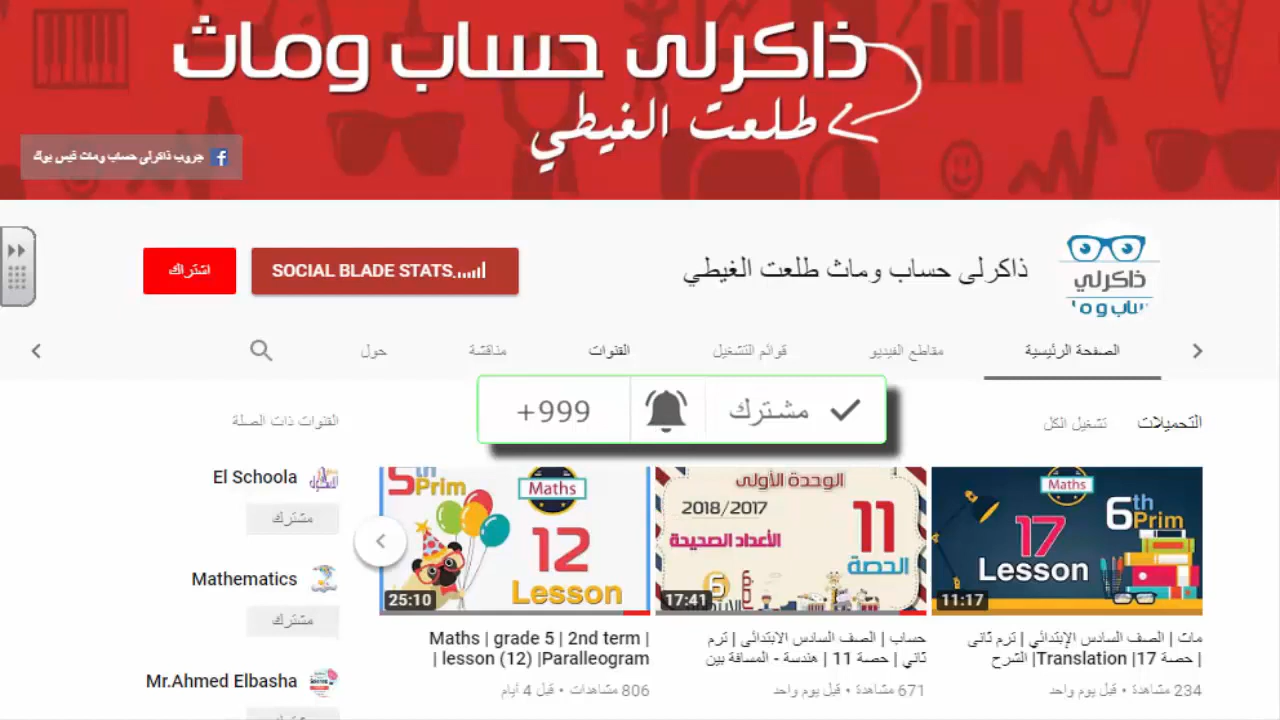 ذاكرلى حساب وماث
طلعت الغيطي
جروب ذاكرلى حساب وماث فيس بوك
ذاكرلى حساب وماث طلعت الغيطي
SOCIAL BLADE STATS
اشتراك
ذاكرلي
الصفحة الرئيسية
مقاطع الفيديو
قوائم التشغيل
القنوات
مناقشة
حول
مشترك
+999
التحميلات
تشغيل الكل
القنوات ذات الصلة
Maths
6th
Prim
17
Lesson
11:17
ماث | الصف السادس الإبتدائي | ترم ثانى
| حصة 17| Translation| الشرح
234 مشاهدة • قبل يوم واحد
الوحدة الأولى
2018/2017
الأعداد الصحيحة
11
الحصة
6
17:41
حساب | الصف السادس الابتدائى | ترم
ثاني | حصة 11 | هندسة - المسافة بين
671 مشاهدة • قبل يوم واحد
5th
Prim
Maths
12
Lesson
25:10
Maths | grade 5 | 2nd term |
lesson (12) |Paralleogram |
806 مشاهدات • قبل 4 أيام
El Schoola
مشترك
Mathematics
مشترك
Mr.Ahmed Elbasha